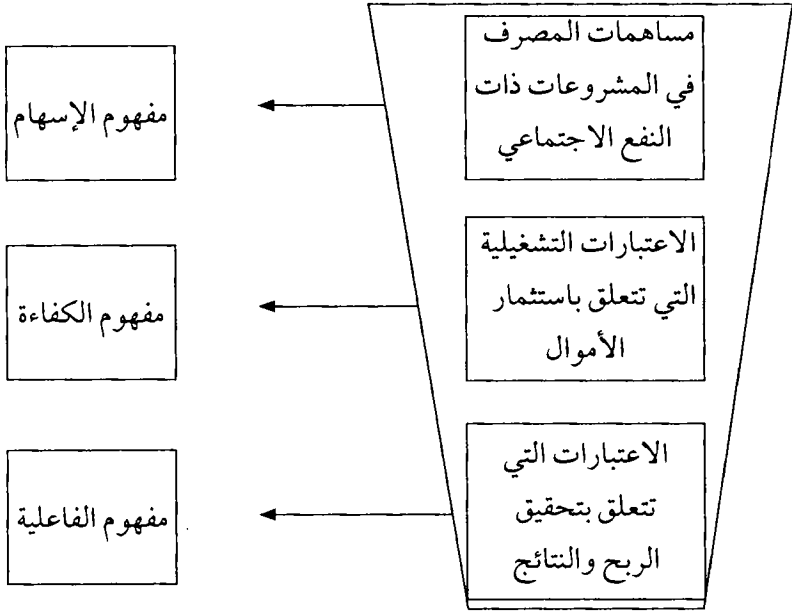 مساهمات المصرف
في المشروعات ذات
النفع الاجتماعي
مفهوم الإسهام
الاعتبارات التشغيلية
التي تتعلق باستثمار
الأموال
مفهوم الكفاءة
الاعتبارات التي
تتعلق بتحقيق
الربح والنتائج
مفهوم الفاعلية